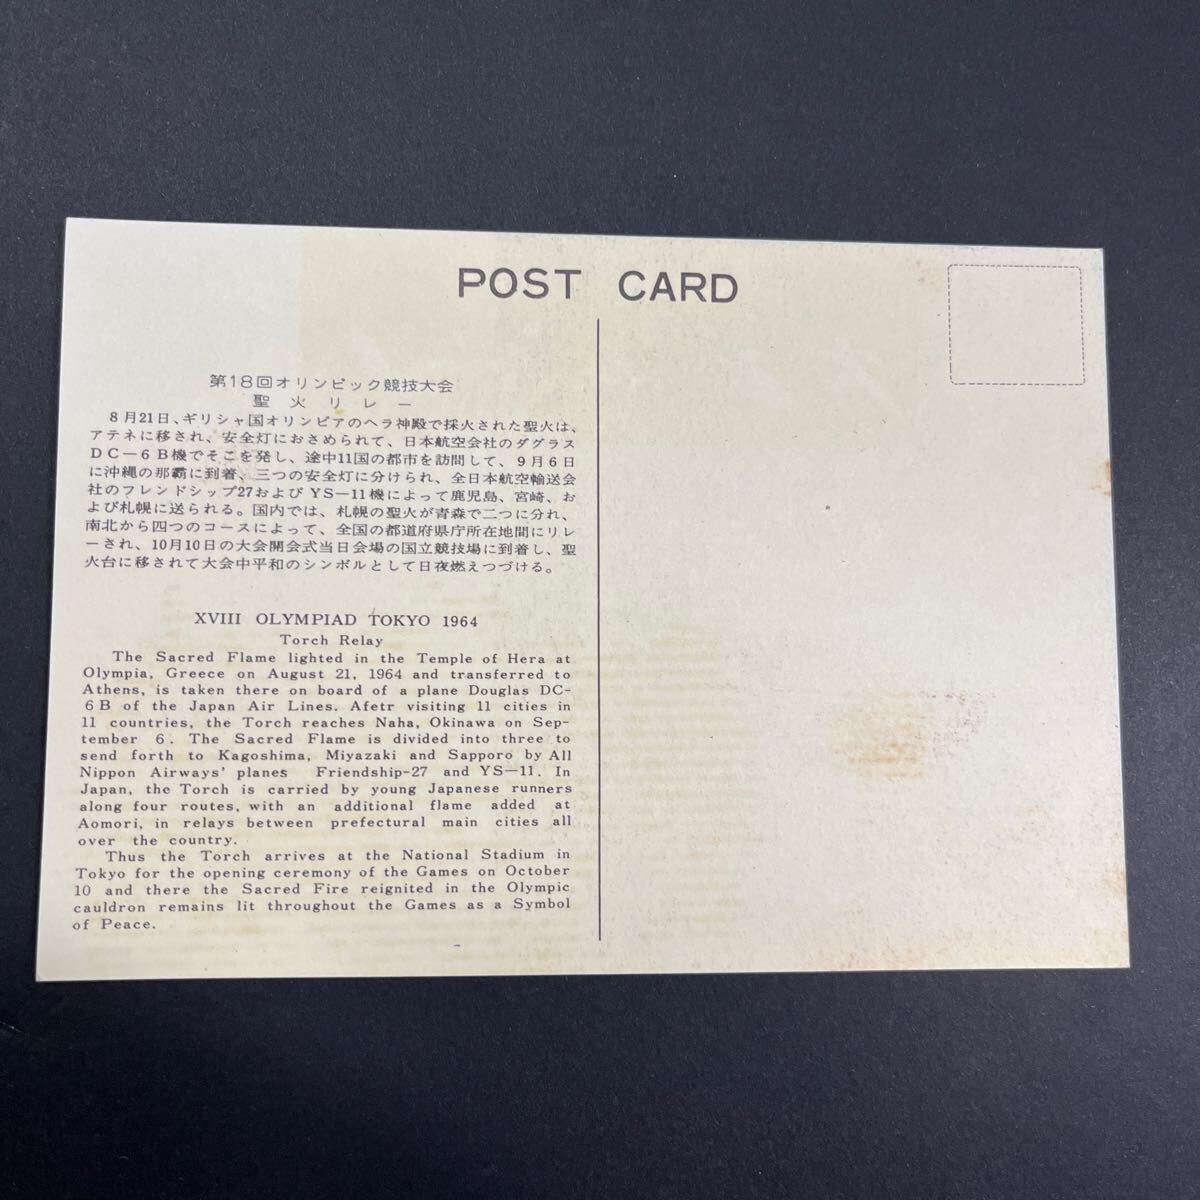 POST CARD
第18回オリンピック競技大会
聖火リレー
8月21日、ギリシャ国オリンピアのヘラ神殿で採火された聖火は、
アテネに移され、安全灯におさめられて、日本航空会社のダグラス
DC−6B機でそこを発し、途中11国の都市を訪問して、9月6日
に沖縄の那覇に到着、三つの安全灯に分けられ、全日本航空輸送会
社のフレンドシップ27およびYS−11機によって鹿児島、宮崎、お
よび札幌に送られる。国内では、札幌の聖火が青森で二つに分れ、
南北から四つのコースによって、全国の都道府県庁所在地間にリレ
ーされ、10月10日の大会開会式当日会場の国立競技場に到着し、聖
火台に移されて大会中平和のシンボルとして日夜燃えつづける。
XVIII OLYMPIAD TOKYO 1964
Torch Relay
The Sacred Flame lighted in the Temple of Hera at
Olympia, Greece on August 21, 1964 and transferred to
Athens, is taken there on board of a plane Douglas DC-
6B of the Japan Air Lines. Afetr visiting 11 cities in
11 countries, the Torch reaches Naha, Okinawa on Sep-
tember 6. The Sacred Flame is divided into three to
send forth to Kagoshima, Miyazaki and Sapporo by All
Nippon Airways' planes Friendship-27 and YS—11. In
Japan, the Torch is carried by young Japanese runners
along four routes, with an additional flame added at
Aomori, in relays between prefectural main cities all
over the country.
Thus the Torch arrives at the National Stadium in
Tokyo for the opening ceremony of the Games on October
10 and there the Sacred Fire reignited in the Olympic
cauldron remains lit throughout the Games as a Symbol
of Peace.